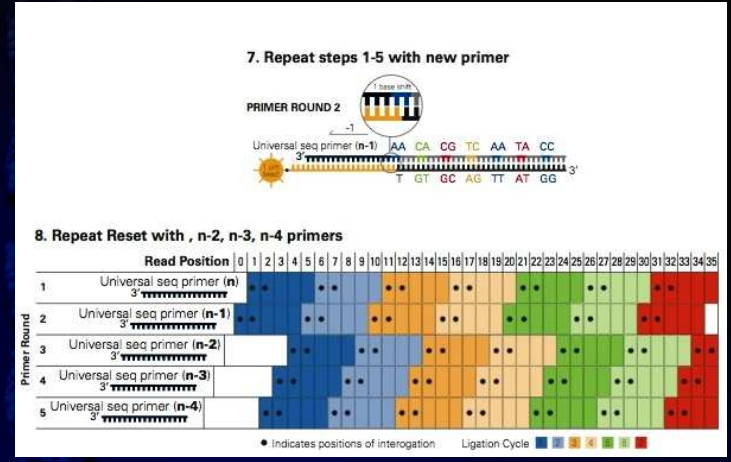 7. Repeat steps 1-5 with new primer
1 base shift
PRIMER ROUND 2
-1
Universal seq primer (n-1) AA CA CG TC AA TA CC
3' 3'
1 µm bead
T GT GC AG TT AT GG
8. Repeat Reset with , n-2, n-3, n-4 primers
Read Position 0 1 2 3 4 5 6 7 8 9 10 11 12 13 14 15 16 17 18 19 20 21 22 23 24 25 26 27 28 29 30 31 32 33 34 35
Primer Round
1 Universal seq primer (n)
3'
2 Universal seq primer (n-1)
3'
3 Universal seq primer (n-2)
3'
4 Universal seq primer (n-3)
3'
5 Universal seq primer (n-4)
3'
• Indicates positions of interogation Ligation Cycle 1 2 3 4 5 6 7